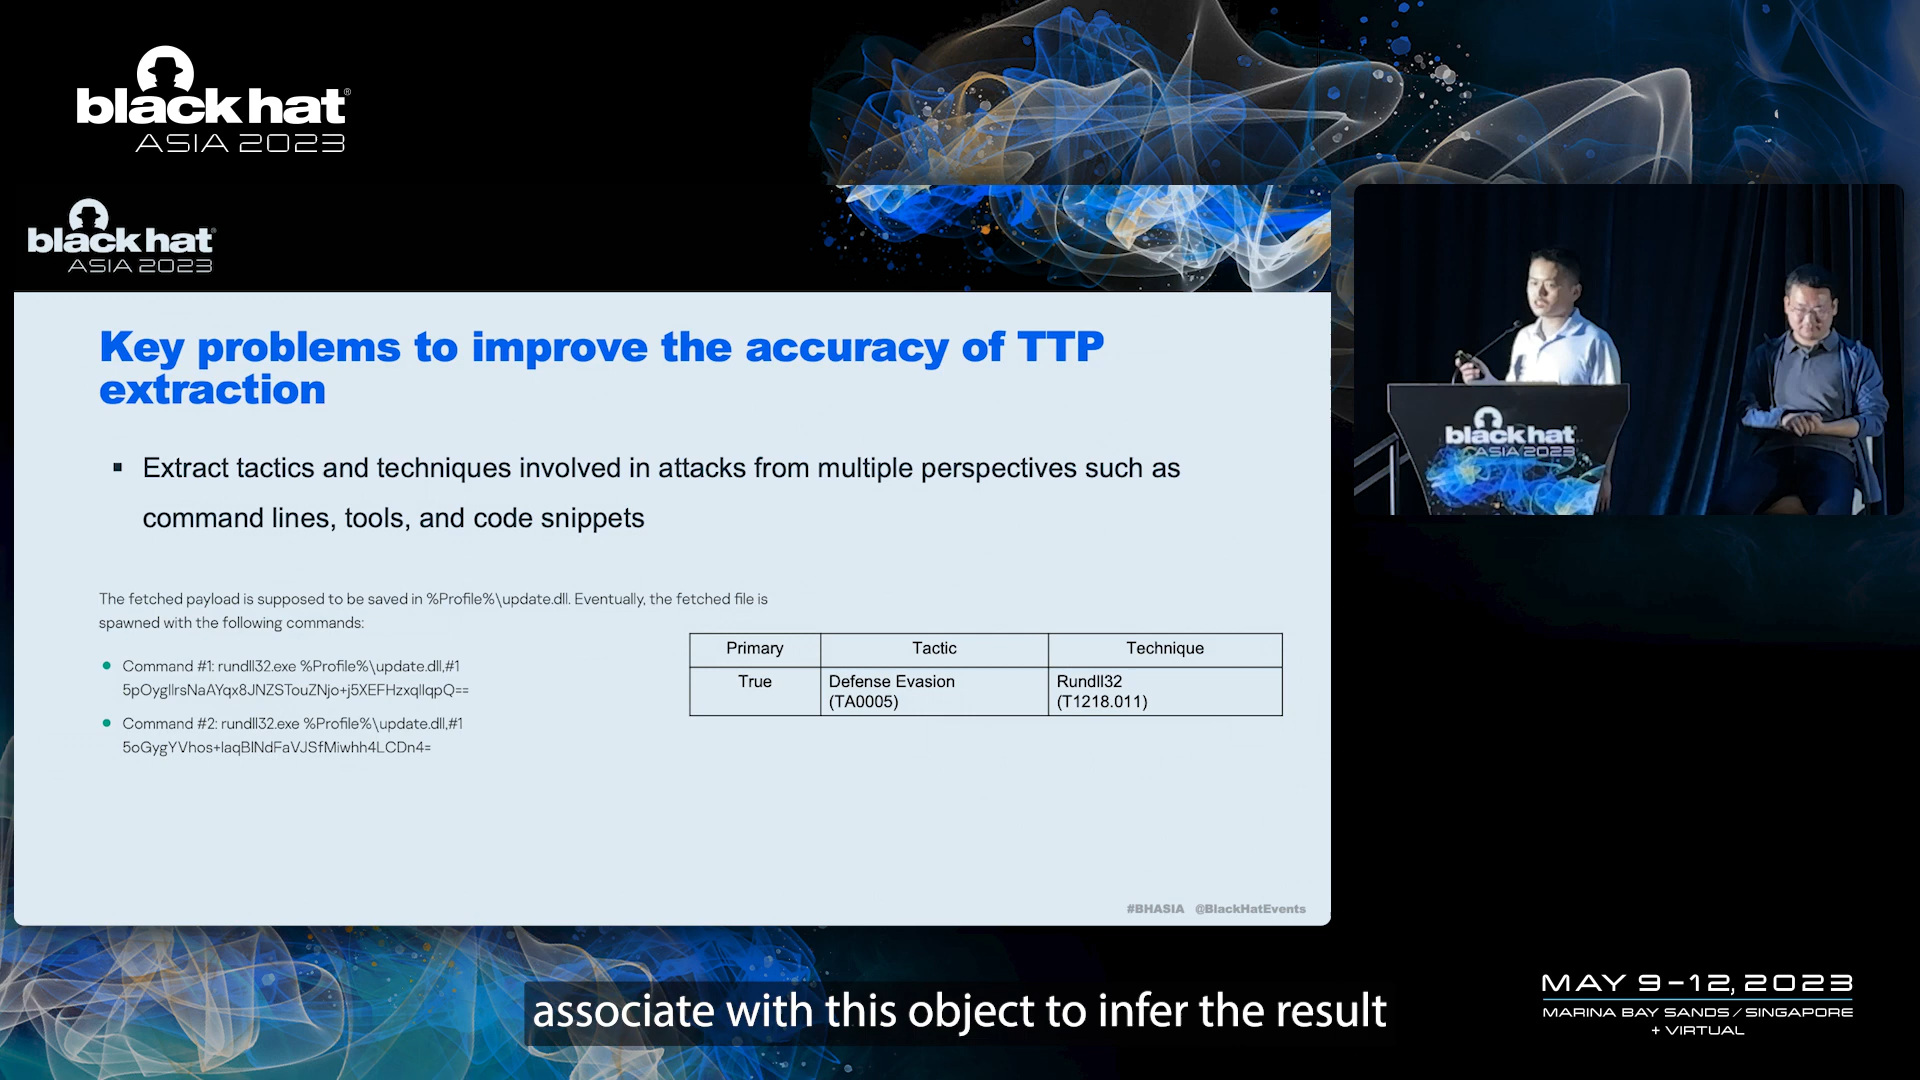 black hat®
ASIA 2023
black hat®
ASIA 2023
Key problems to improve the accuracy of TTP
extraction
▪ Extract tactics and techniques involved in attacks from multiple perspectives such as
command lines, tools, and code snippets
The fetched payload is supposed to be saved in %Profile%\update.dll. Eventually, the fetched file is
spawned with the following commands:
• Command #1: rundll32.exe %Profile%\update.dll,#1
• Command #2: rundll32.exe %Profile%\update.dll,#1
Primary Tactic Technique
True Defense Evasion Rundll32
(TA0005) (T1218.011)
#BHASIA @BlackHatEvents
black hat
ASIA 2023
associate with this object to infer the result
MAY 9-12, 2023
MARINA BAY SANDS / SINGAPORE
+ VIRTUAL